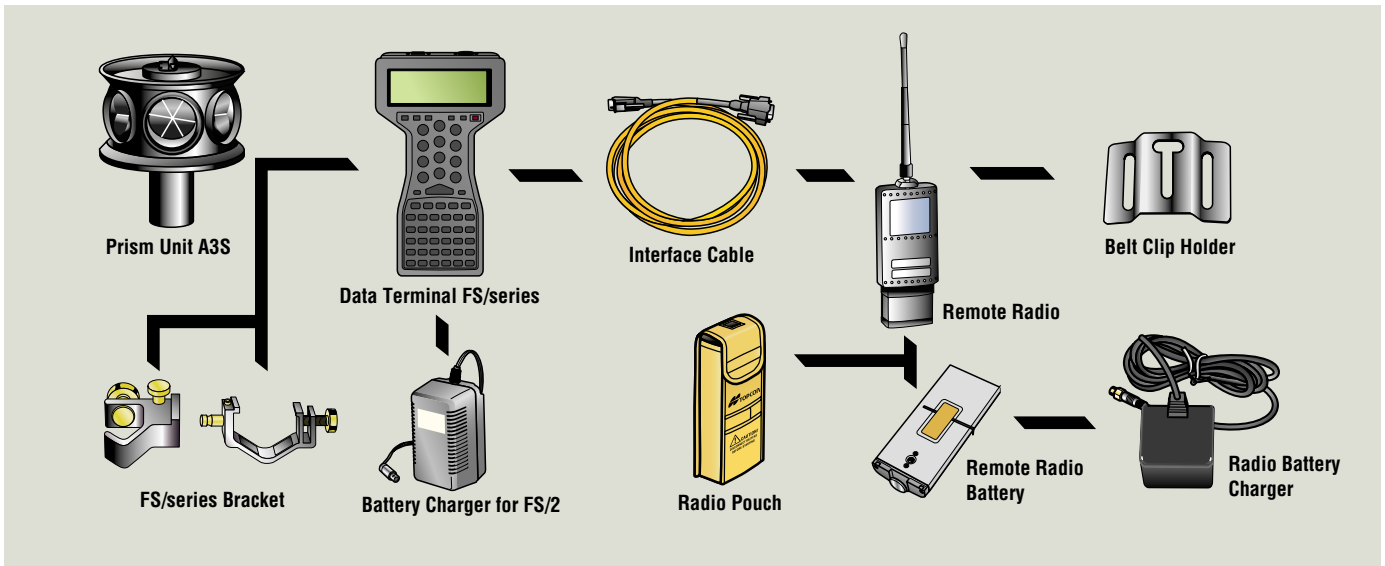 Prism Unit A3S
Data Terminal FS/series
Interface Cable
Remote Radio
Belt Clip Holder
FS/series Bracket
Battery Charger for FS/2
TOPCON
Radio Pouch
Remote Radio
Battery
Radio Battery
Charger